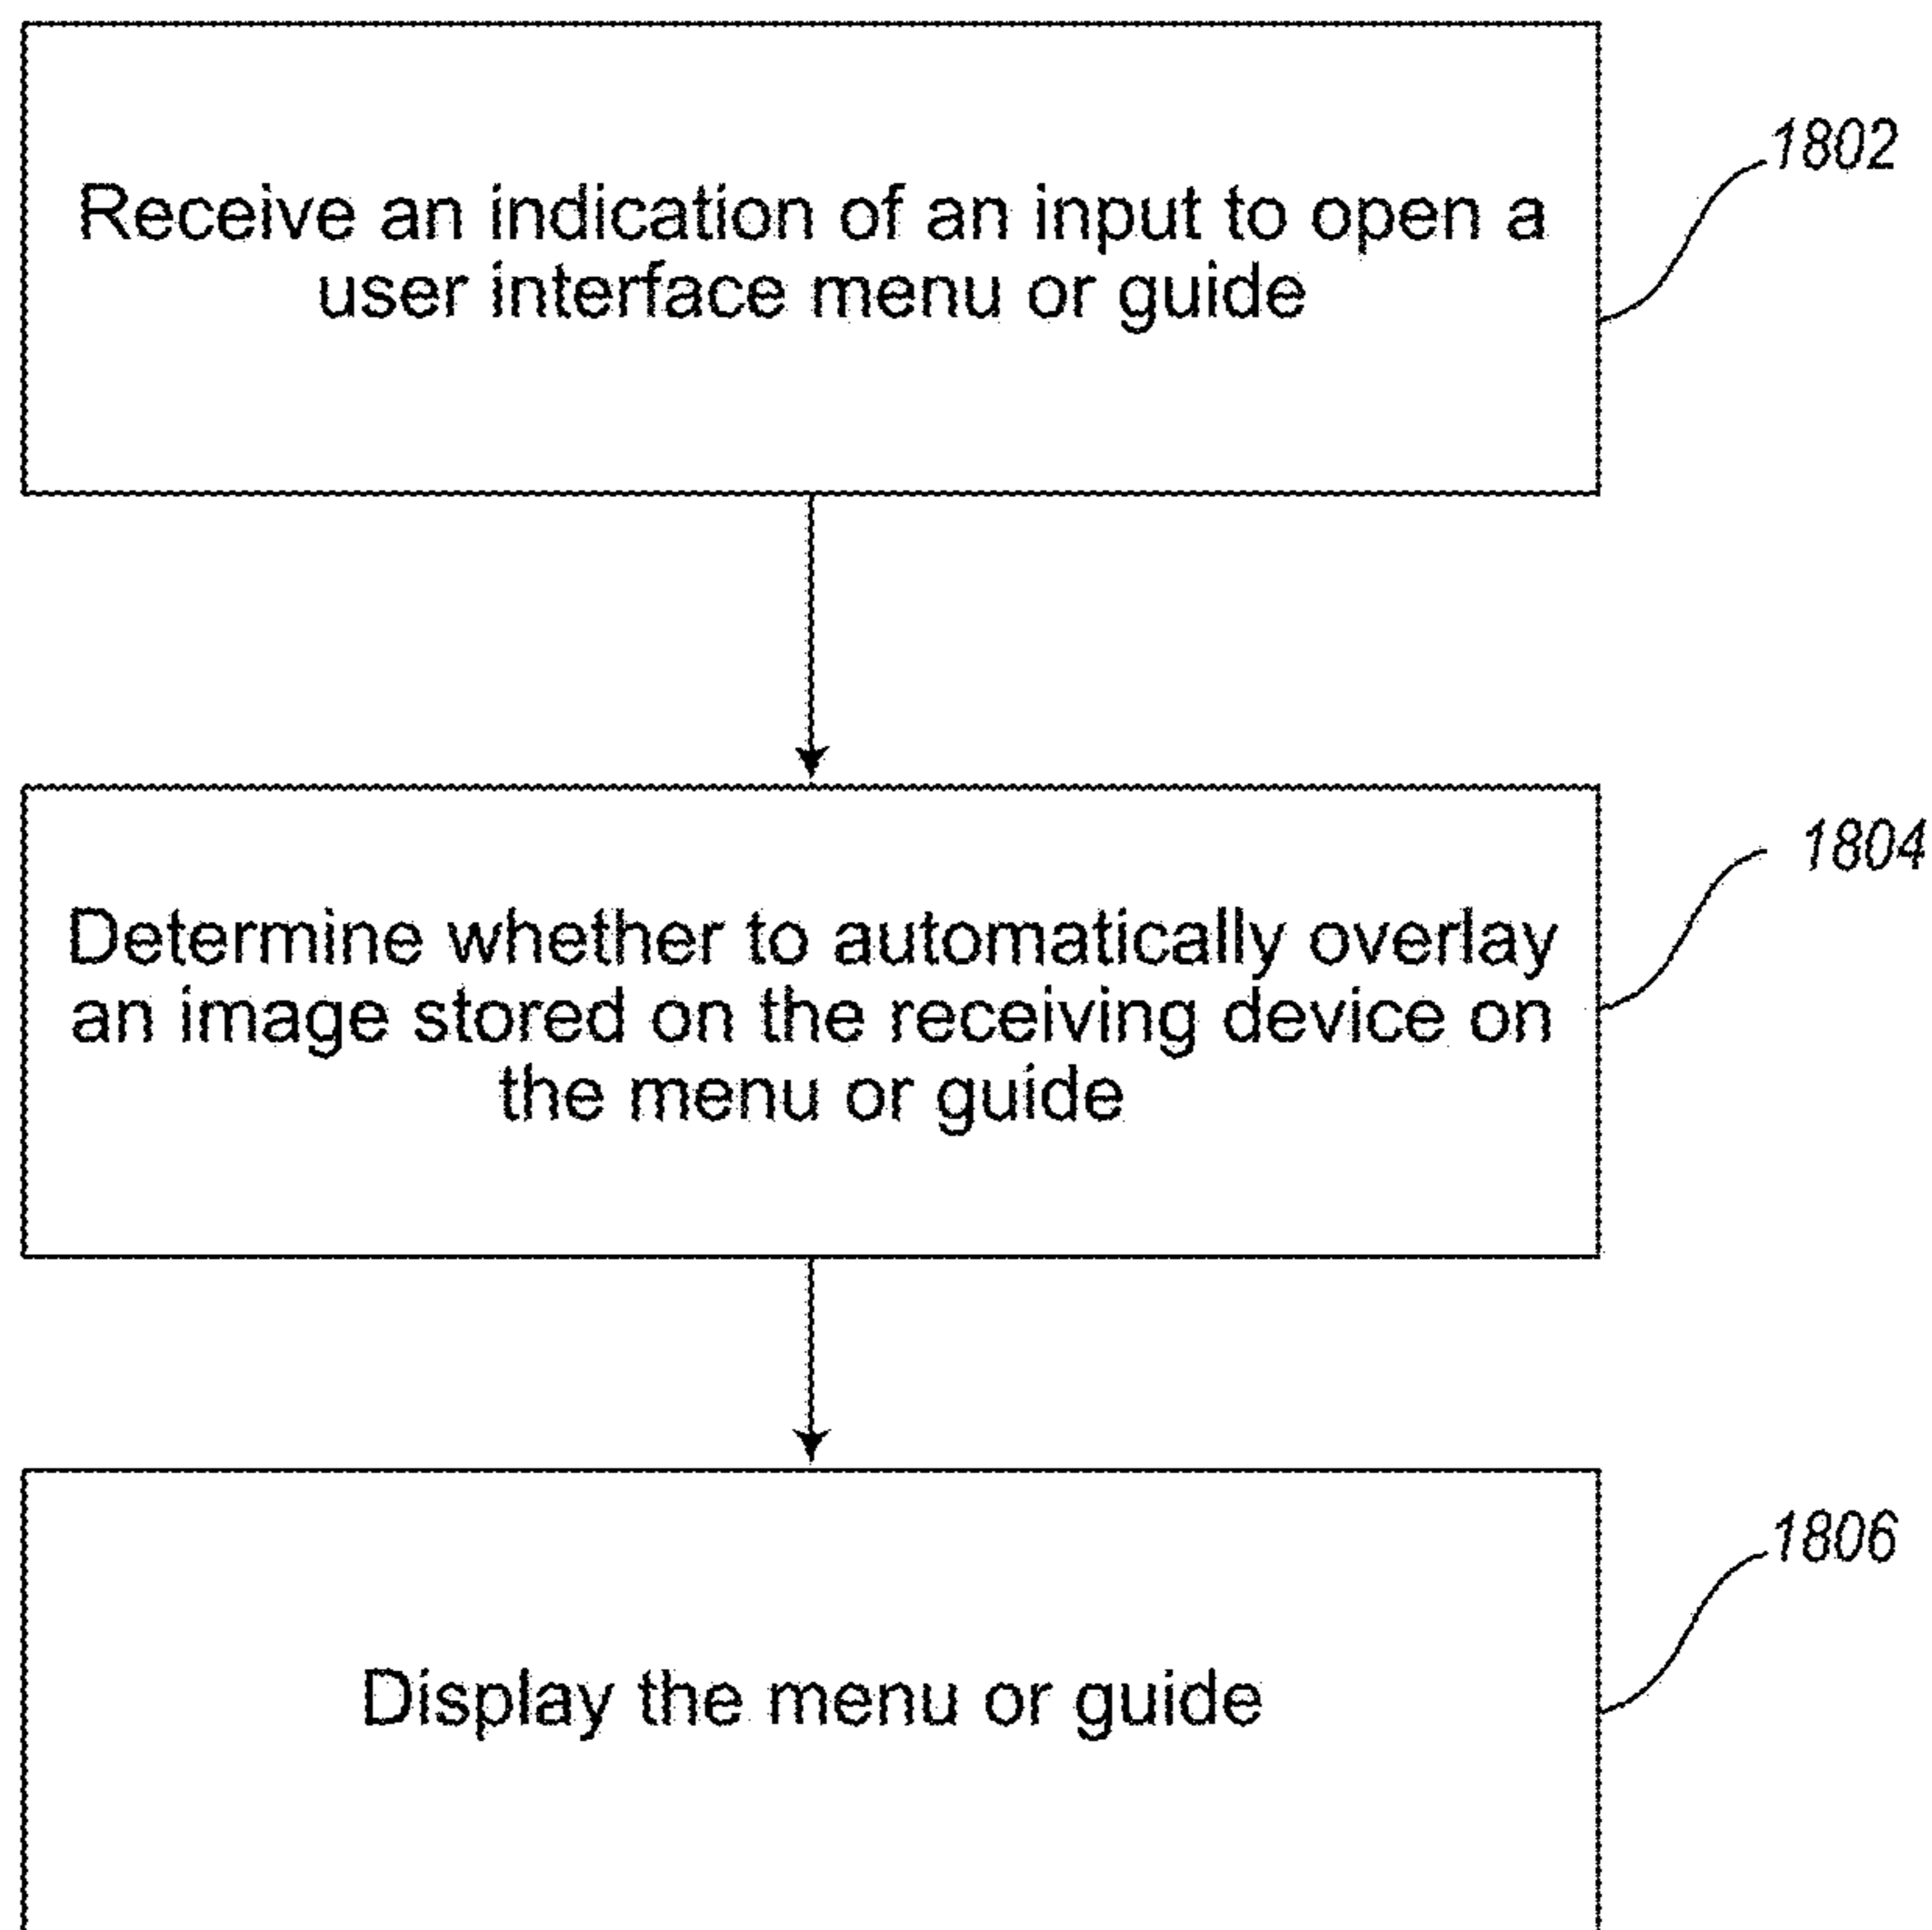 1802
Receive an indication of an input to open a
user interface menu or guide
1804
Determine whether to automatically overlay
an image stored on the receiving device on
the menu or guide
1806
Display the menu or guide